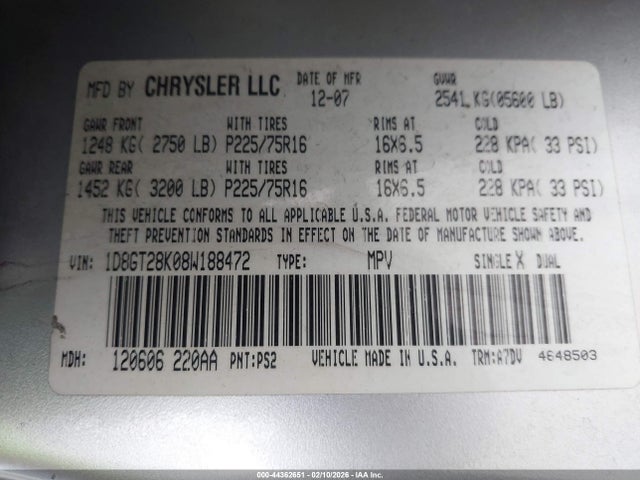 MFD BY CHRYSLER LLC DATE OF MFR GVWR
12-07 2541 KG(05600 LB)
GAWR FRONT WITH TIRES RIMS AT COLD
1248 KG( 2750 LB) P225/75R16 16X6.5 228 KPA( 33 PSI)
GAWR REAR WITH TIRES RIMS AT COLD
1452 KG( 3200 LB) P225/75R16 16X6.5 228 KPA( 33 PSI)
THIS VEHICLE CONFORMS TO ALL APPLICABLE U.S.A. FEDERAL MOTOR VEHICLE SAFETY AND
THEFT PREVENTION STANDARDS IN EFFECT ON THE DATE OF MANUFACTURE SHOWN ABOVE.
VIN: 1D8GT28K08W188472 TYPE: MPV SINGLE X DUAL
MDH: 120606 220AA PNT:PS2 VEHICLE MADE IN U.S.A. TRM:A7DV 4648503
000-44362651 - 02/10/2026 - IAA Inc.